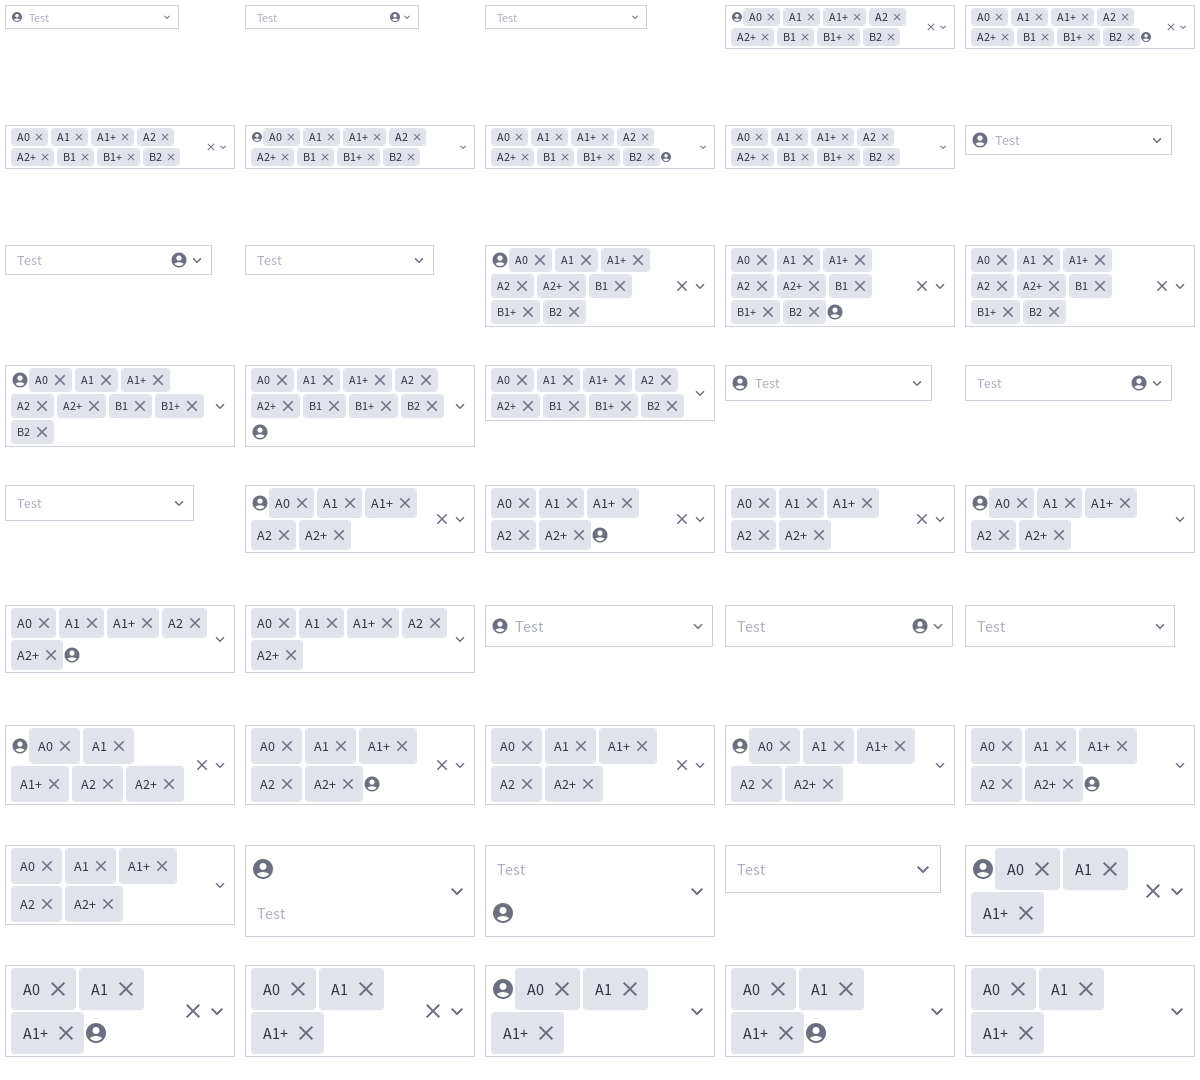 Test Test Test A0 A1 A1+ A2 A0 A1 A1+ A2
A2+ B1 B1+ B2 A2+ B1 B1+ B2
A0 A1 A1+ A2 A0 A1 A1+ A2 A0 A1 A1+ A2 A0 A1 A1+ A2 Test
A2+ B1 B1+ B2 A2+ B1 B1+ B2 A2+ B1 B1+ B2 A2+ B1 B1+ B2
Test Test A0 A1 A1+ A0 A1 A1+ A0 A1 A1+
A2 A2+ B1 A2 A2+ B1 A2 A2+ B1
B1+ B2 B1+ B2 B1+ B2
A0 A1 A1+ A0 A1 A1+ A2 A0 A1 A1+ A2 Test Test
A2 A2+ B1 B1+ A2+ B1 B1+ B2 A2+ B1 B1+ B2
B2
Test A0 A1 A1+ A0 A1 A1+ A0 A1 A1+ A0 A1 A1+
A2 A2+ A2 A2+ A2 A2+ A2 A2+
A0 A1 A1+ A2 A0 A1 A1+ A2 Test Test Test
A2+ A2+
A0 A1 A0 A1 A1+ A0 A1 A1+ A0 A1 A1+ A0 A1 A1+
A1+ A2 A2+ A2 A2+ A2 A2+ A2 A2+ A2 A2+
A0 A1 A1+ Test Test A0 A1
A2 A2+ Test A1+
A0 A1 A0 A1 A0 A1 A0 A1 A0 A1
A1+ A1+ A1+ A1+ A1+